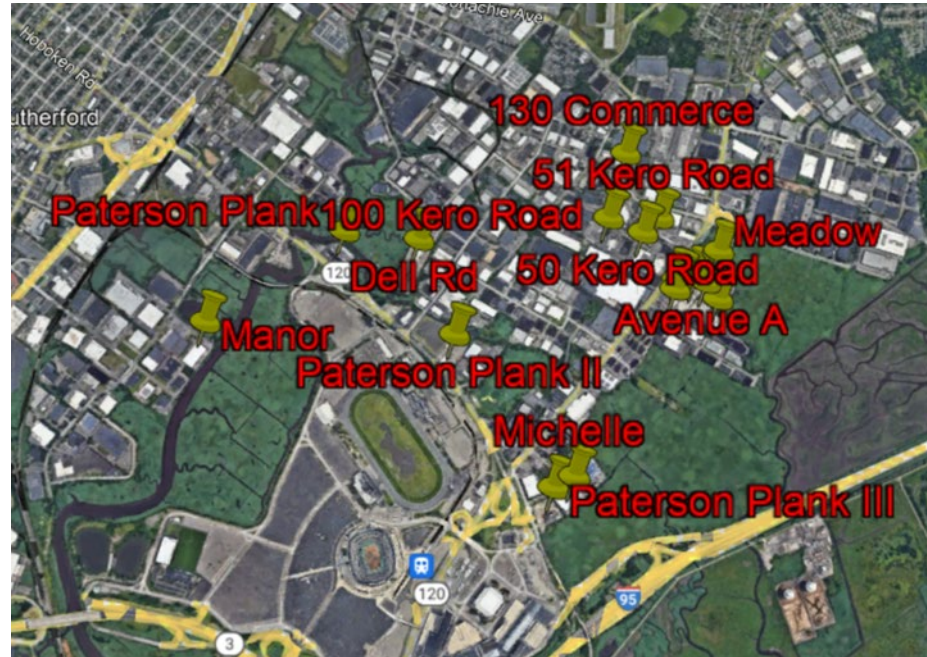 Hoboken Rd
utherford
130 Commerce
51 Kero Road
Paterson Plank
100 Kero Road
Meadow
120
Dell Rd
50 Kero Road
Manor
Avenue A
Paterson Plank II
Michelle
Paterson Plank III
120
95
3